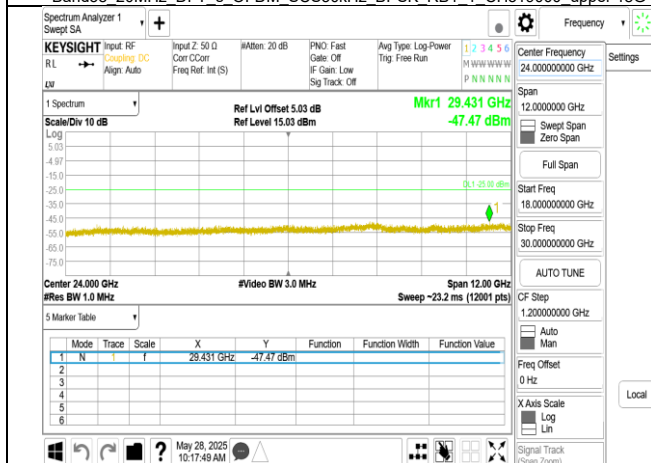 Spectrum Analyzer 1
Swept SA
Frequency
KEYSIGHT Input: RF
RL
Coupling: DC
Align: Auto
LXI
Input Z: 50 Ω
Corr CCorr
Freq Ref: Int (S)
#Atten: 20 dB
PNO: Fast
Gate: Off
IF Gain: Low
Sig Track: Off
Avg Type: Log-Power
Trig: Free Run
1 2 3 4 5 6
M W W W W W
P N N N N N
Center Frequency
24.000000000 GHz
Settings
Span
12.0000000 GHz
Swept Span
Zero Span
Full Span
Start Freq
18.000000000 GHz
Stop Freq
30.000000000 GHz
AUTO TUNE
CF Step
1.200000000 GHz
Auto
Man
Freq Offset
0 Hz
X Axis Scale
Log
Lin
Signal Track
(Span Zoom)
Local
1 Spectrum
Scale/Div 10 dB
Ref Lvl Offset 5.03 dB
Ref Level 15.03 dBm
Mkr1 29.431 GHz
-47.47 dBm
Log
5.03
-4.97
-15.0
-25.0
-35.0
-45.0
-55.0
-65.0
-75.0
DL1 -25.00 dBm
1
Center 24.000 GHz
#Res BW 1.0 MHz
#Video BW 3.0 MHz
Span 12.00 GHz
Sweep ~23.2 ms (12001 pts)
5 Marker Table
Mode Trace Scale X Y Function Function Width Function Value
1 N 1 f 29.431 GHz -47.47 dBm
2
3
4
5
6
May 28, 2025
10:17:49 AM